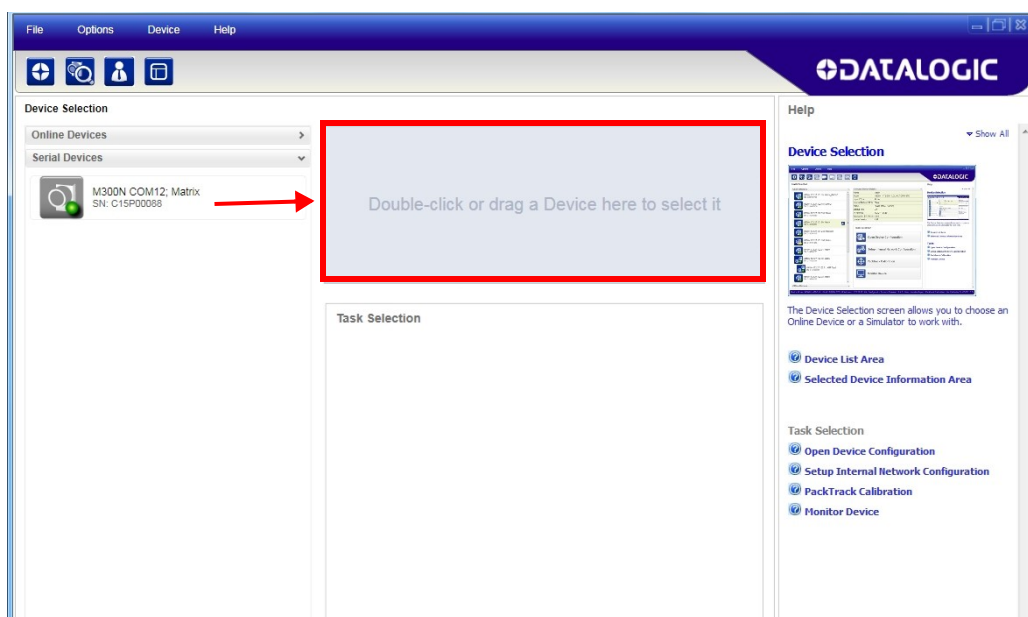 File Options Device Help
DATALOGIC
Device Selection
Online Devices
Serial Devices
M300N COM12; Matrix
SN: C15P00088
Double-click or drag a Device here to select it
Task Selection
Help
Show All
Device Selection
The Device Selection screen allows you to choose an
Online Device or a Simulator to work with.
Device List Area
Selected Device Information Area
Task Selection
Open Device Configuration
Setup Internal Network Configuration
PackTrack Calibration
Monitor Device